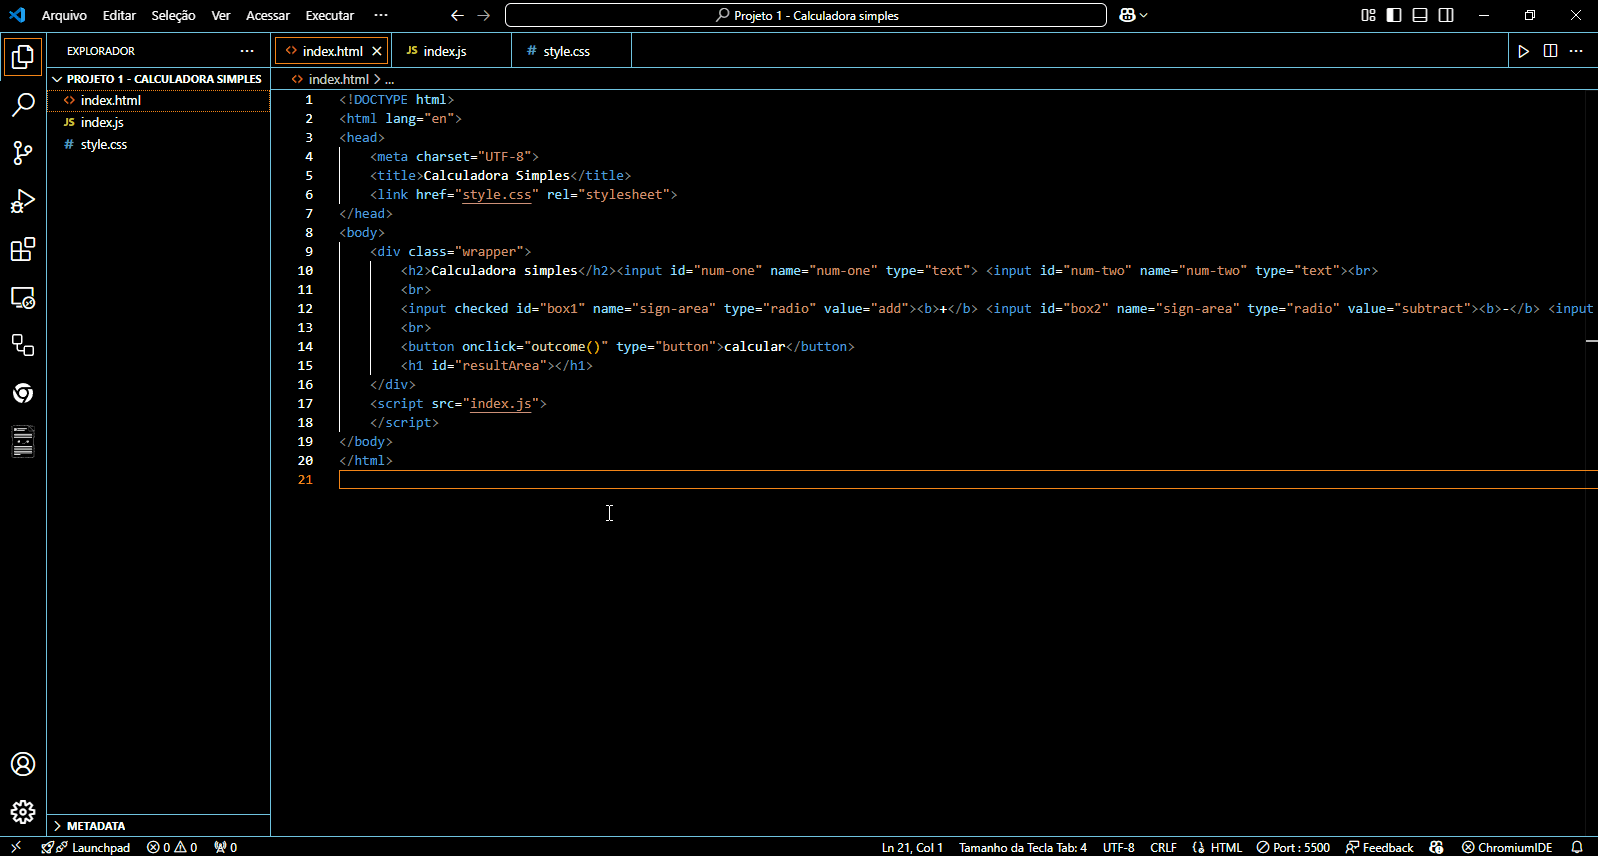 Arquivo Editar Seleção Ver Acessar Executar ··· Projeto 1 - Calculadora simples
EXPLORADOR ···
PROJETO 1 - CALCULADORA SIMPLES
<> index.html
JS index.js
# style.css
METADATA
<> index.html JS index.js # style.css
<> index.html > ...
1 <!DOCTYPE html>
2 <html lang="en">
3 <head>
4 <meta charset="UTF-8">
5 <title>Calculadora Simples</title>
6 <link href="style.css" rel="stylesheet">
7 </head>
8 <body>
9 <div class="wrapper">
10 <h2>Calculadora simples</h2><input id="num-one" name="num-one" type="text"> <input id="num-two" name="num-two" type="text"><br>
11 <br>
12 <input checked id="box1" name="sign-area" type="radio" value="add"><b>+</b> <input id="box2" name="sign-area" type="radio" value="subtract"><b>-</b> <input
13 <br>
14 <button onclick="outcome()" type="button">calcular</button>
15 <h1 id="resultArea"></h1>
16 </div>
17 <script src="index.js">
18 </script>
19 </body>
20 </html>
21
Launchpad 0 0 0 Ln 21, Col 1 Tamanho da Tecla Tab: 4 UTF-8 CRLF HTML Port : 5500 Feedback ChromiumIDE